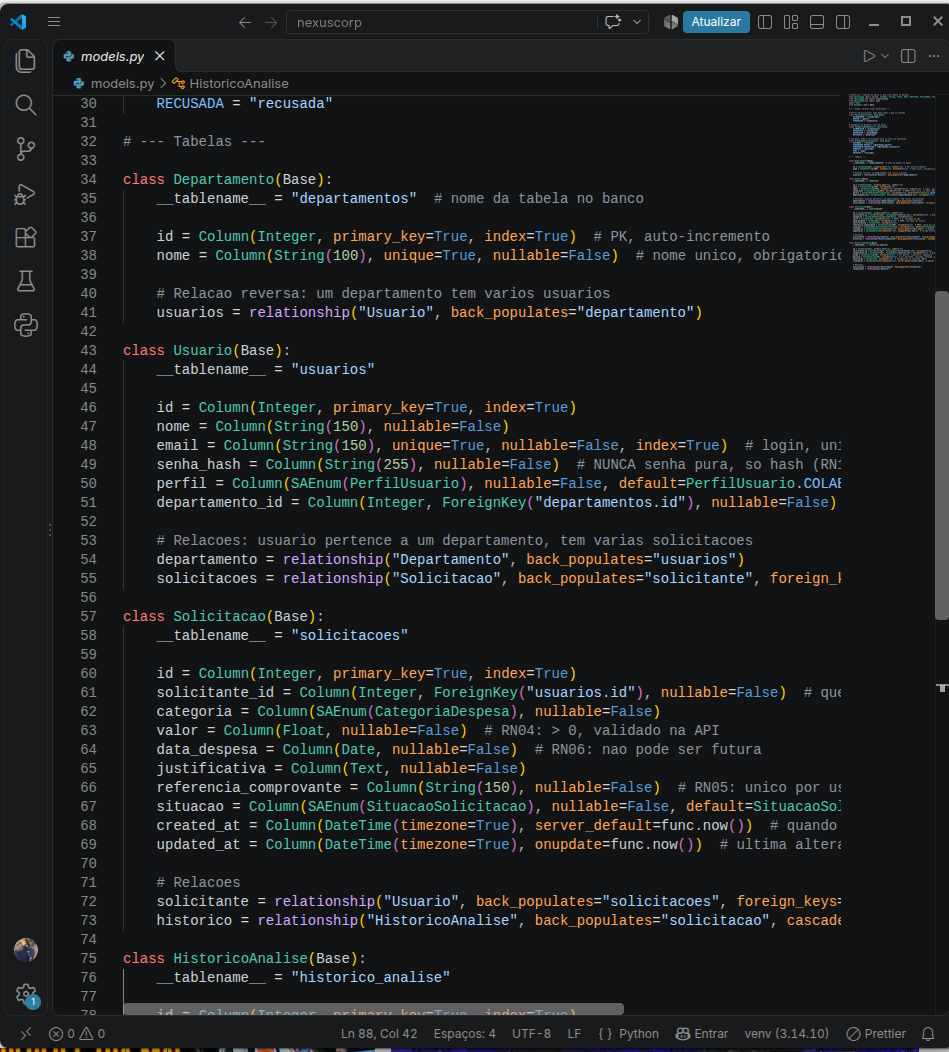 nexuscorp
Atualizar
models.py
models.py > HistoricoAnalise
30 RECUSADA = "recusada"
31
32 # --- Tabelas ---
33
34 class Departamento(Base):
35 __tablename__ = "departamentos" # nome da tabela no banco
36
37 id = Column(Integer, primary_key=True, index=True) # PK, auto-incremento
38 nome = Column(String(100), unique=True, nullable=False) # nome unico, obrigatorio
39
40 # Relacao reversa: um departamento tem varios usuarios
41 usuarios = relationship("Usuario", back_populates="departamento")
42
43 class Usuario(Base):
44 __tablename__ = "usuarios"
45
46 id = Column(Integer, primary_key=True, index=True)
47 nome = Column(String(150), nullable=False)
48 email = Column(String(150), unique=True, nullable=False, index=True) # login, uni
49 senha_hash = Column(String(255), nullable=False) # NUNCA senha pura, so hash (RN1
50 perfil = Column(SAEnum(PerfilUsuario), nullable=False, default=PerfilUsuario.COLAB
51 departamento_id = Column(Integer, ForeignKey("departamentos.id"), nullable=False)
52
53 # Relacoes: usuario pertence a um departamento, tem varias solicitacoes
54 departamento = relationship("Departamento", back_populates="usuarios")
55 solicitacoes = relationship("Solicitacao", back_populates="solicitante", foreign_k
56
57 class Solicitacao(Base):
58 __tablename__ = "solicitacoes"
59
60 id = Column(Integer, primary_key=True, index=True)
61 solicitante_id = Column(Integer, ForeignKey("usuarios.id"), nullable=False) # que
62 categoria = Column(SAEnum(CategoriaDespesa), nullable=False)
63 valor = Column(Float, nullable=False) # RN04: > 0, validado na API
64 data_despesa = Column(Date, nullable=False) # RN06: nao pode ser futura
65 justificativa = Column(Text, nullable=False)
66 referencia_comprovante = Column(String(150), nullable=False) # RN05: unico por us
67 situacao = Column(SAEnum(SituacaoSolicitacao), nullable=False, default=SituacaoSol
68 created_at = Column(DateTime(timezone=True), server_default=func.now()) # quando
69 updated_at = Column(DateTime(timezone=True), onupdate=func.now()) # ultima altera
70
71 # Relacoes
72 solicitante = relationship("Usuario", back_populates="solicitacoes", foreign_keys=
73 historico = relationship("HistoricoAnalise", back_populates="solicitacao", cascade
74
75 class HistoricoAnalise(Base):
76 __tablename__ = "historico_analise"
77
78 id = Column(Integer, primary_key=True, index=True)
1
0 0 Ln 88, Col 42 Espaços: 4 UTF-8 LF { } Python Entrar venv (3.14.10) Prettier